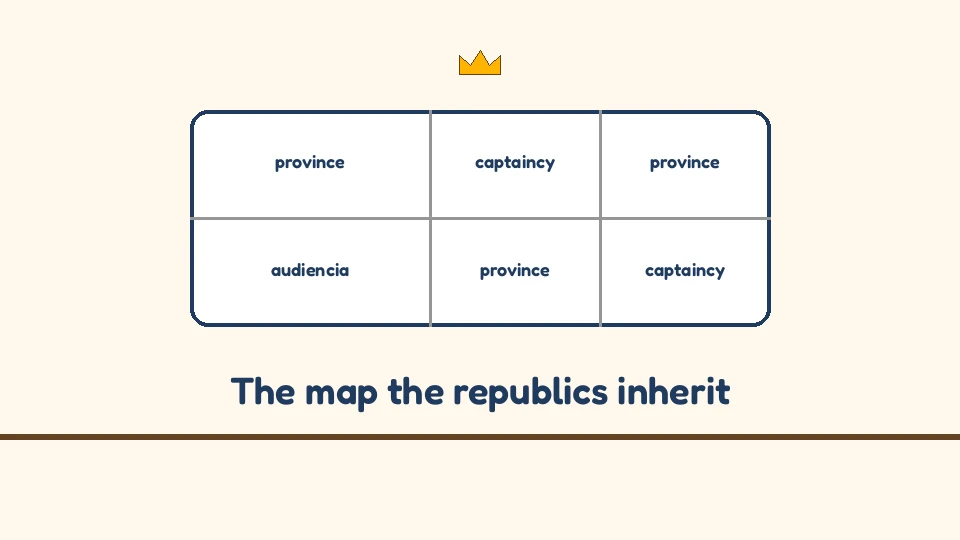 province captaincy province
audiencia province captaincy
The map the republics inherit